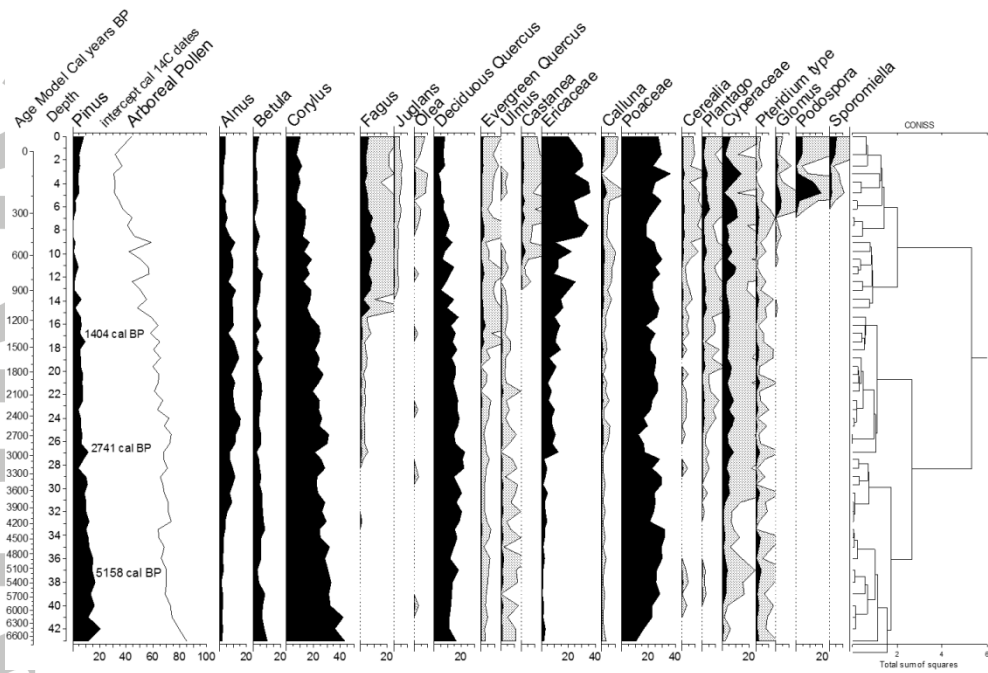 Age Model Cal years BP
Depth
Pinus
intercept cal 14C dates
Arboreal Pollen
Alnus
Betula
Corylus
Fagus
Juglans
Olea
Deciduous Quercus
Evergreen Quercus
Ulmus
Castanea
Ericaceae
Calluna
Poaceae
Cerealia
Plantago
Cyperaceae
Pteridium type
Glomus
Podospora
Sporomiella
CONISS
0
0
2
4
300
6
8
600
10
12
900
14
1200
16
1404 cal BP
1500
18
1800
20
2100
22
2400
24
2700
26
2741 cal BP
3000
28
3300
3600
30
3900
32
4200
4500
34
4800
36
5100
5158 cal BP
5400
38
5700
40
6000
6300
42
6600
20 40 60 80 100
20
20 40
20
20 40
20 40
20
20
2 4 6
Total sum of squares